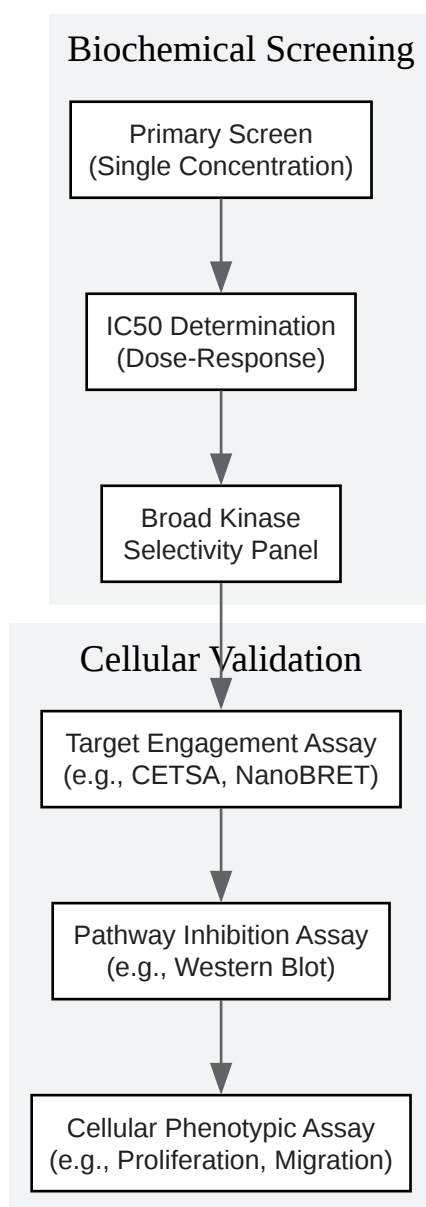 Biochemical Screening
Primary Screen
(Single Concentration)
IC50 Determination
(Dose-Response)
Broad Kinase
Selectivity Panel
Cellular Validation
Target Engagement Assay
(e.g., CETSA, NanoBRET)
Pathway Inhibition Assay
(e.g., Western Blot)
Cellular Phenotypic Assay
(e.g., Proliferation, Migration)